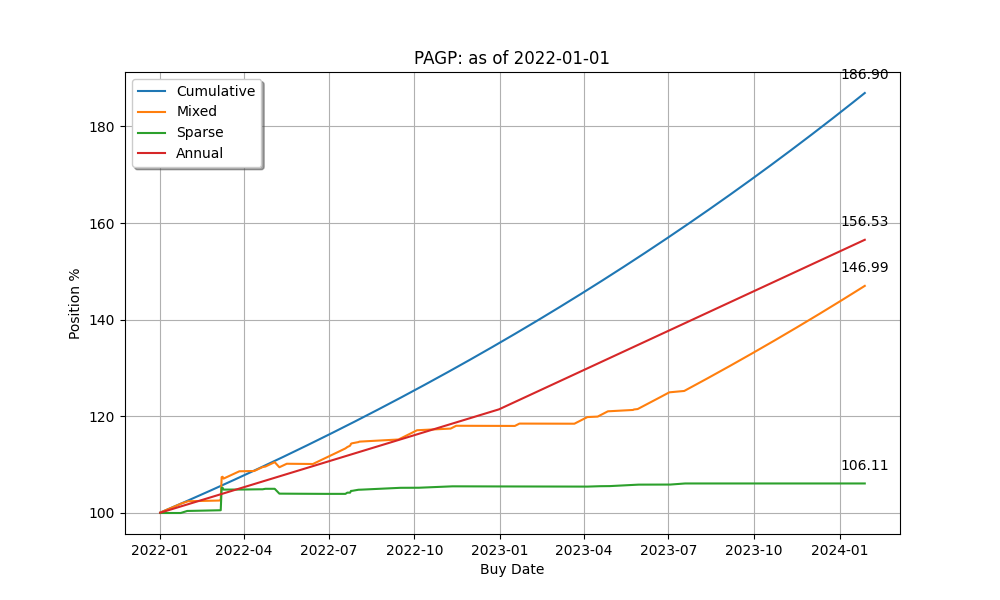 PAGP: as of 2022-01-01
Cumulative
Mixed
Sparse
Annual
186.90
156.53
146.99
106.11
180
160
140
120
100
Position %
2022-01 2022-04 2022-07 2022-10 2023-01 2023-04 2023-07 2023-10 2024-01
Buy Date